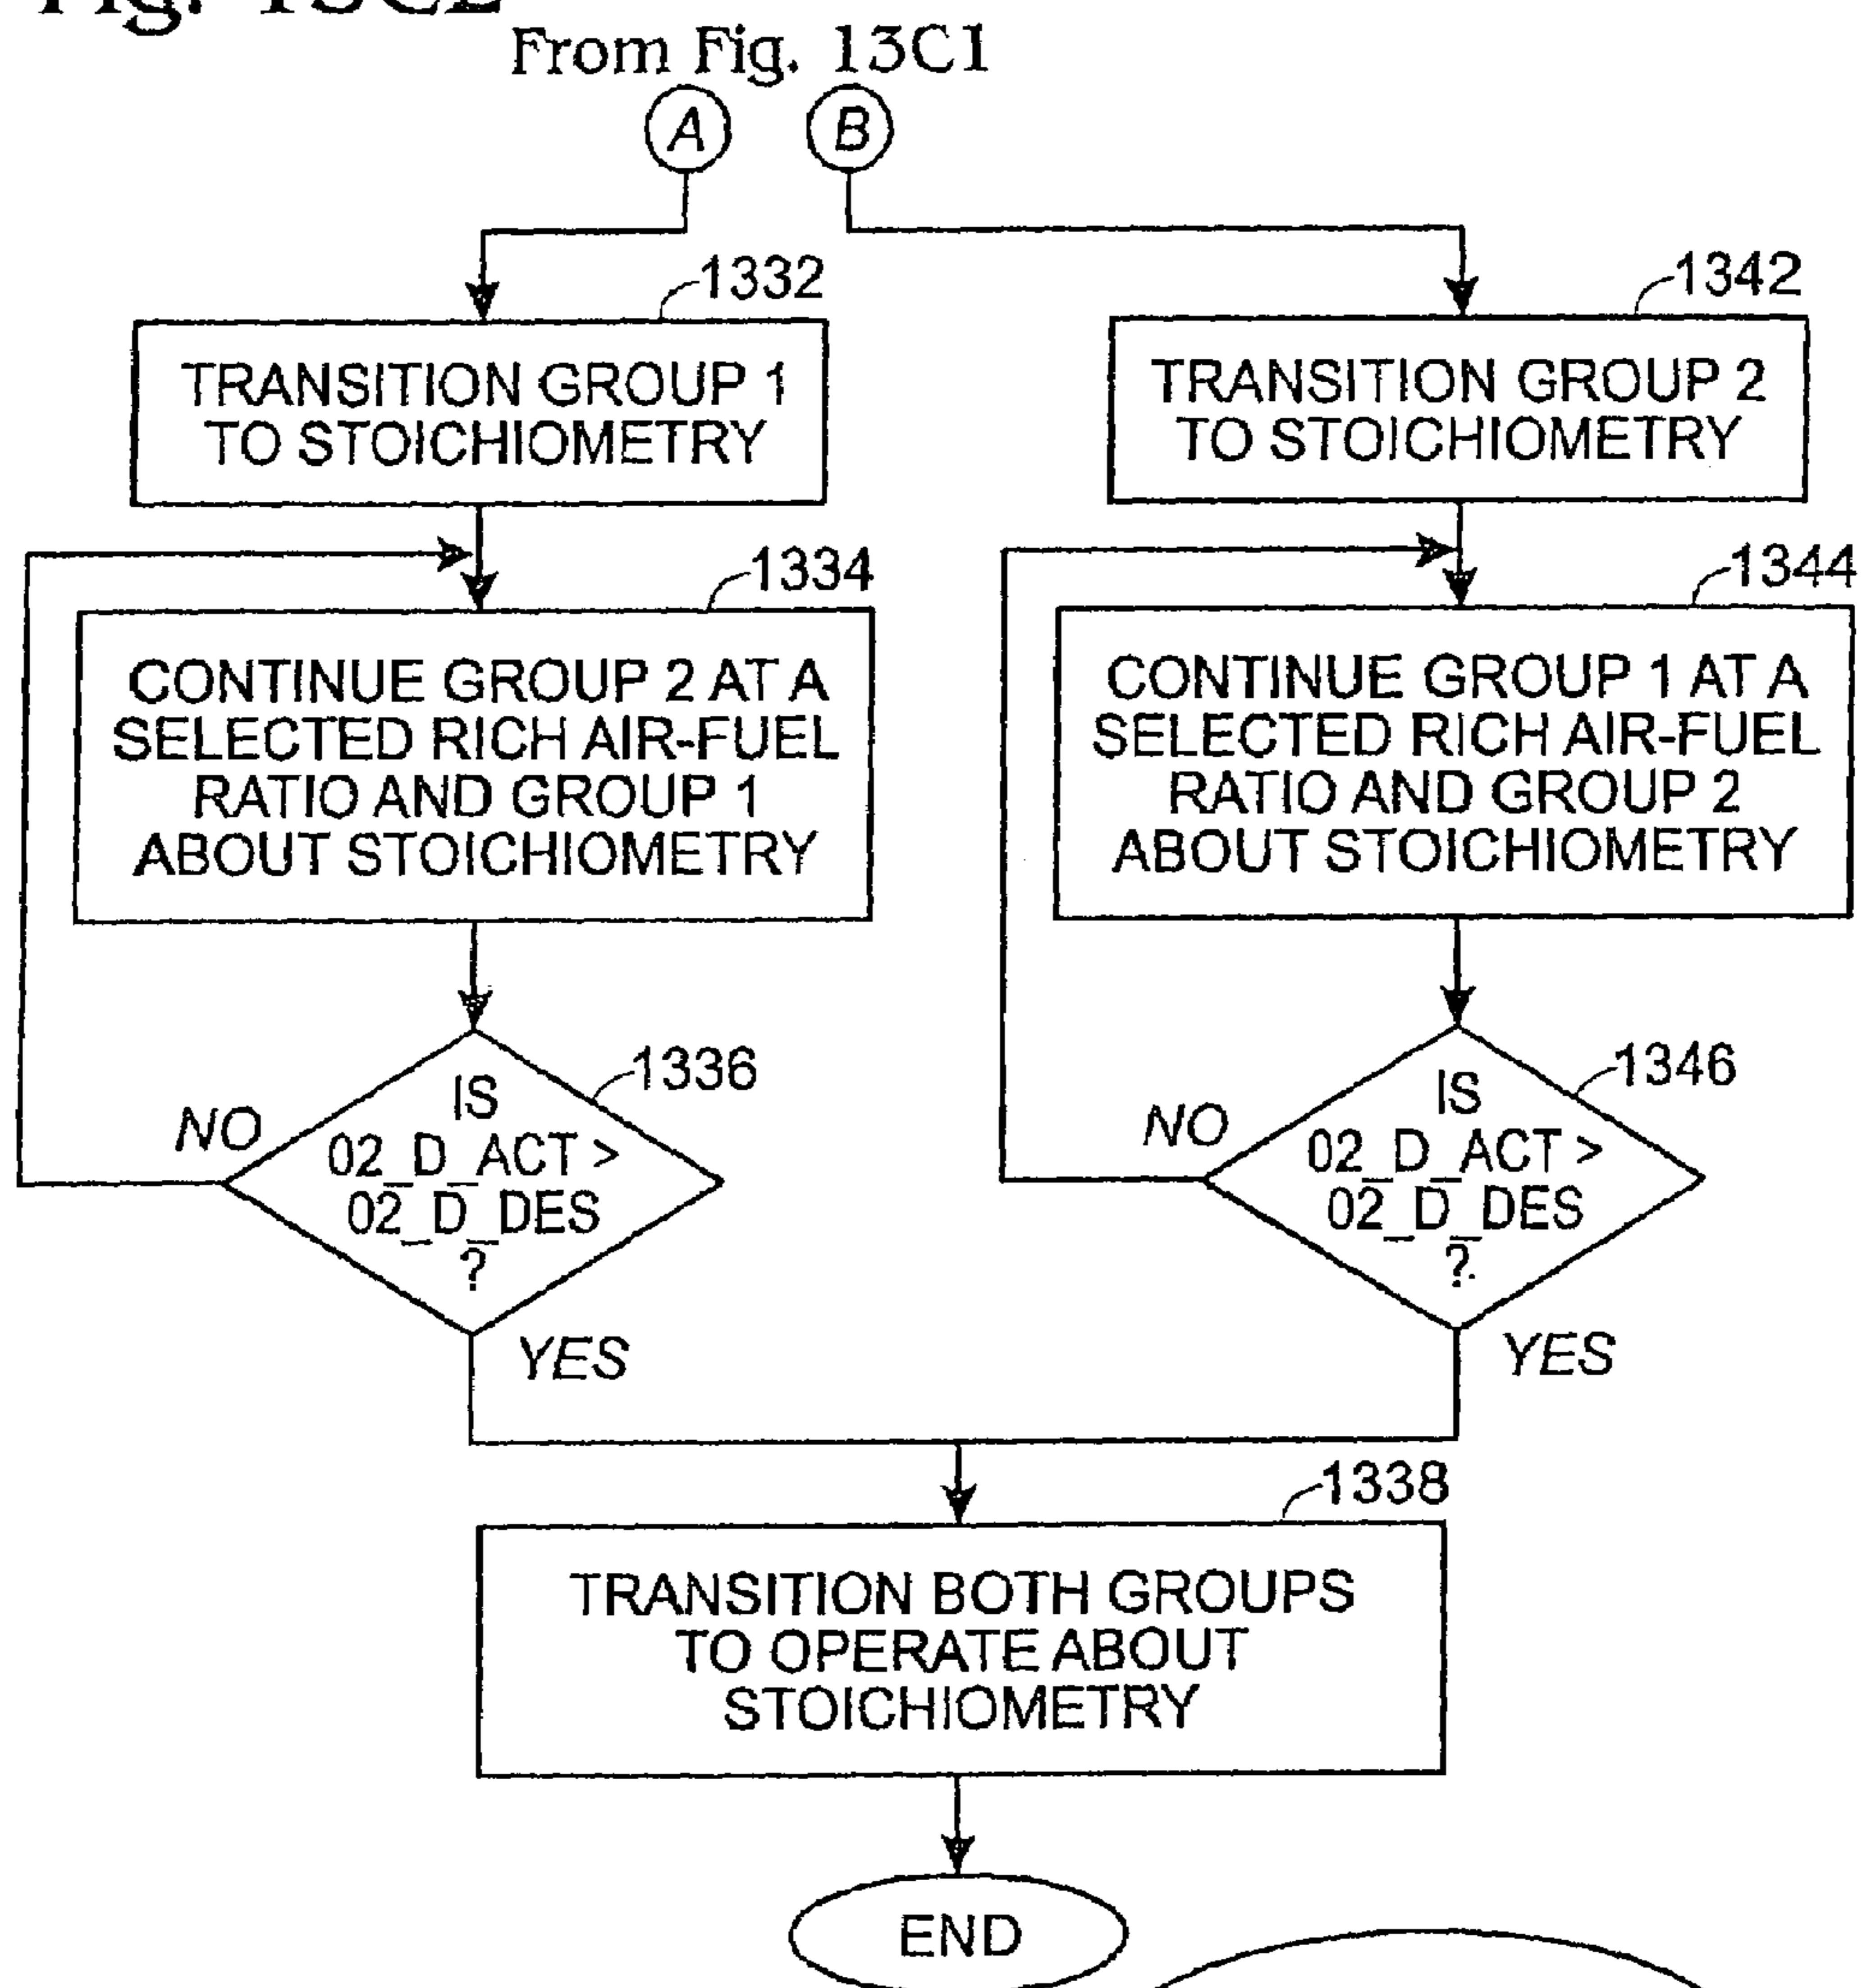 From Fig. 13C1
A
B
1332
TRANSITION GROUP 1
TO STOICHIOMETRY
1334
CONTINUE GROUP 2 AT A
SELECTED RICH AIR-FUEL
RATIO AND GROUP 1
ABOUT STOICHIOMETRY
1336
IS
02_D_ACT >
02_D_DES
?
NO
YES
1342
TRANSITION GROUP 2
TO STOICHIOMETRY
1344
CONTINUE GROUP 1 AT A
SELECTED RICH AIR-FUEL
RATIO AND GROUP 2
ABOUT STOICHIOMETRY
1346
IS
02_D_ACT >
02_D_DES
?
NO
YES
1338
TRANSITION BOTH GROUPS
TO OPERATE ABOUT
STOICHIOMETRY
END